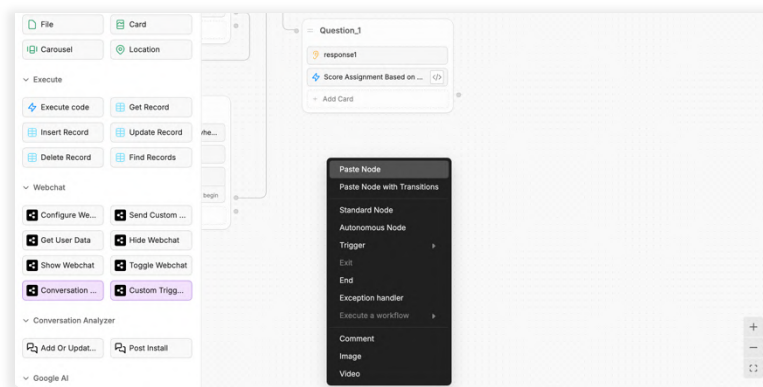 File
Card
Carousel
Location
Execute
Execute code
Get Record
Insert Record
Update Record
Delete Record
Find Records
Webchat
Configure We...
Send Custom ...
Get User Data
Hide Webchat
Show Webchat
Toggle Webchat
Conversation ...
Custom Trigg...
Conversation Analyzer
Add Or Updat...
Post Install
Google AI
begin
Question_1
response1
Score Assignment Based on ...
Add Card
Paste Node
Paste Node with Transitions
Standard Node
Autonomous Node
Trigger
Exit
End
Exception handler
Execute a workflow
Comment
Image
Video